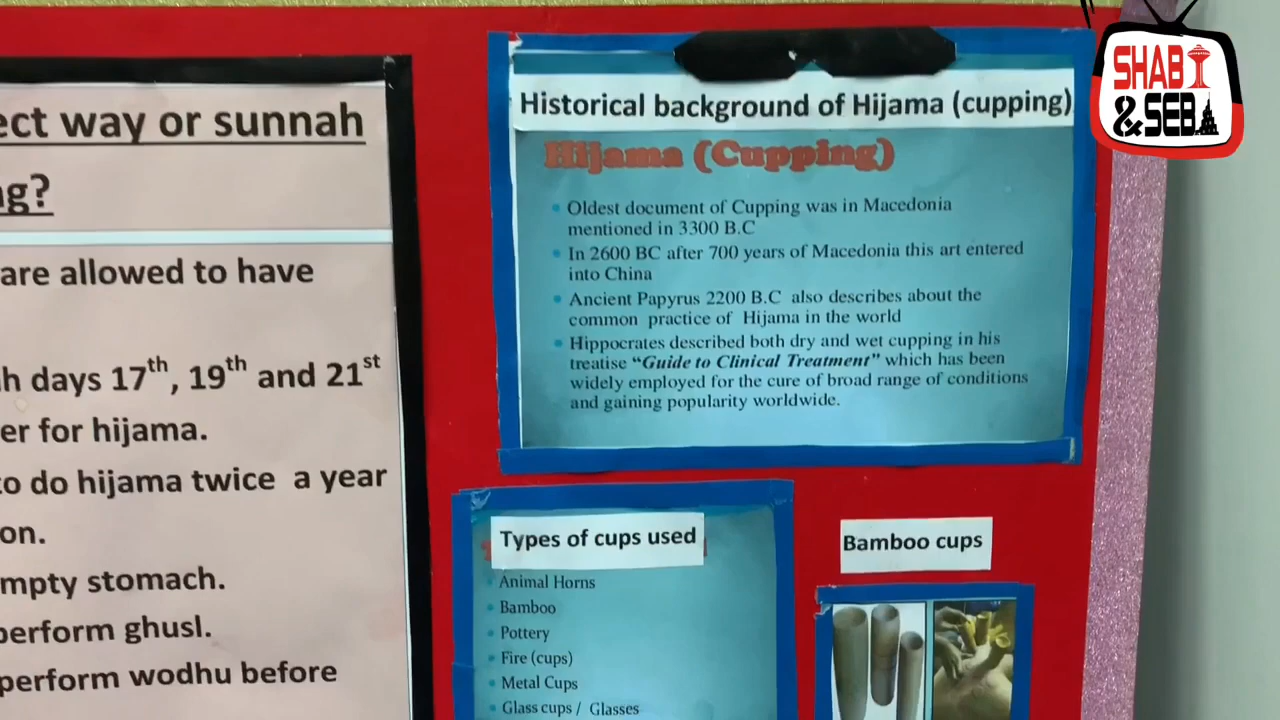 ect way or sunnah
ng?
are allowed to have
h days 17th, 19th and 21st
er for hijama.
to do hijama twice a year
on.
mpty stomach.
perform ghusl.
perform wodhu before
Historical background of Hijama (cupping)
Hijama (Cupping)
• Oldest document of Cupping was in Macedonia
mentioned in 3300 B.C
• In 2600 BC after 700 years of Macedonia this art entered
into China
• Ancient Papyrus 2200 B.C also describes about the
common practice of Hijama in the world
• Hippocrates described both dry and wet cupping in his
treatise “Guide to Clinical Treatment” which has been
widely employed for the cure of broad range of conditions
and gaining popularity worldwide.
Types of cups used
• Animal Horns
• Bamboo
• Pottery
• Fire (cups)
• Metal Cups
• Glass cups / Glasses
Bamboo cups
SHAB
&SEB